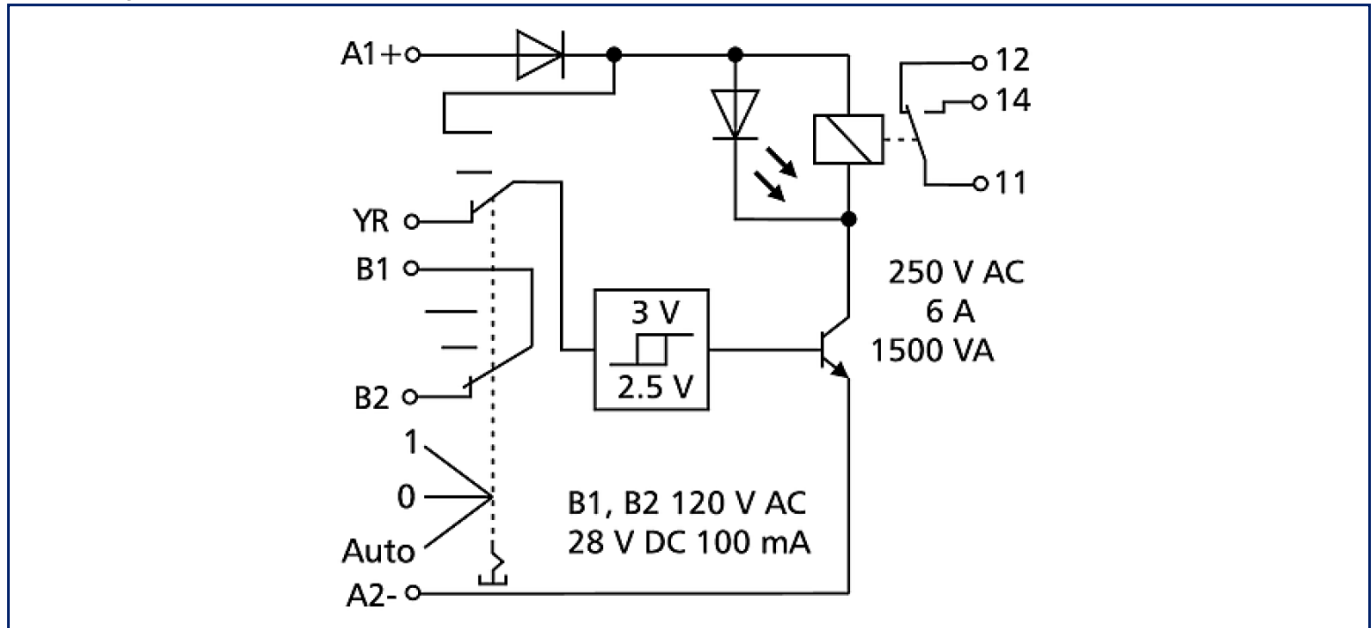 A1+
12
14
11
YR
B1
250 V AC
6 A
1500 VA
3 V
2.5 V
B2
1
0
Auto
B1, B2 120 V AC
28 V DC 100 mA
A2-